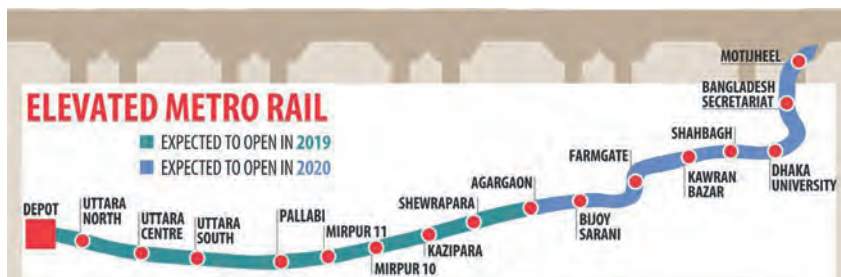 ELEVATED METRO RAIL
EXPECTED TO OPEN IN 2019
EXPECTED TO OPEN IN 2020
DEPOT
UTTARA
NORTH
UTTARA
CENTRE
UTTARA
SOUTH
PALLABI
MIRPUR 11
MIRPUR 10
KAZIPARA
SHEWRAPARA
AGARGAON
BIJOY
SARANI
FARMGATE
KAWRAN
BAZAR
SHAHBAGH
DHAKA
UNIVERSITY
BANGLADESH
SECRETARIAT
MOTIJHEEL